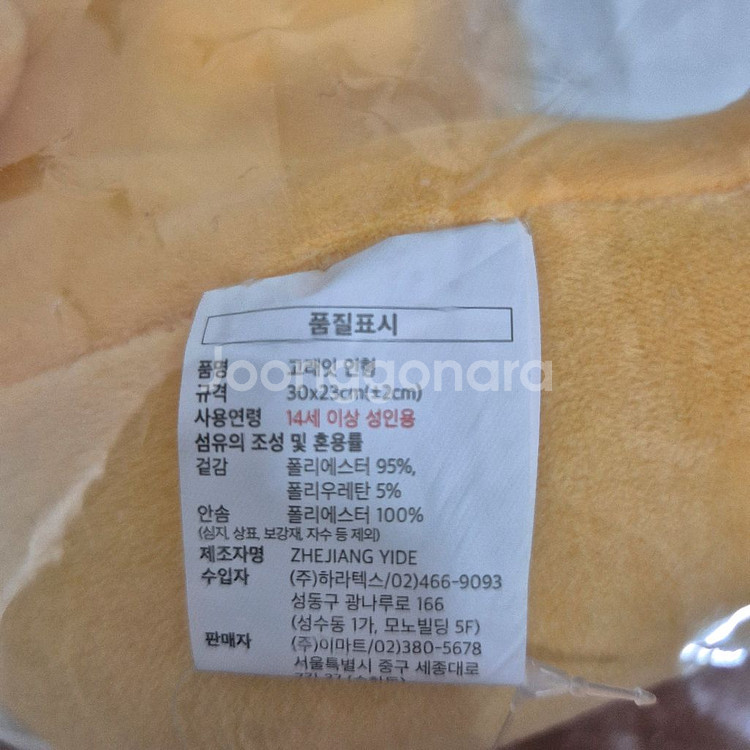 품질표시
품명 고래잇 인형
규격 30x23cm(±2cm)
사용연령 14세 이상 성인용
섬유의 조성 및 혼용률
겉감 폴리에스터 95%,
폴리우레탄 5%
안솜 폴리에스터 100%
(심지, 상표, 보강재, 자수 등 제외)
제조자명 ZHEJIANG YIDE
수입자 (주)하라텍스/02)466-9093
성동구 광나루로 166
(성수동 1가, 모노빌딩 5F)
판매자 (주)이마트/02)380-5678
서울특별시 중구 세종대로
Joonggonara